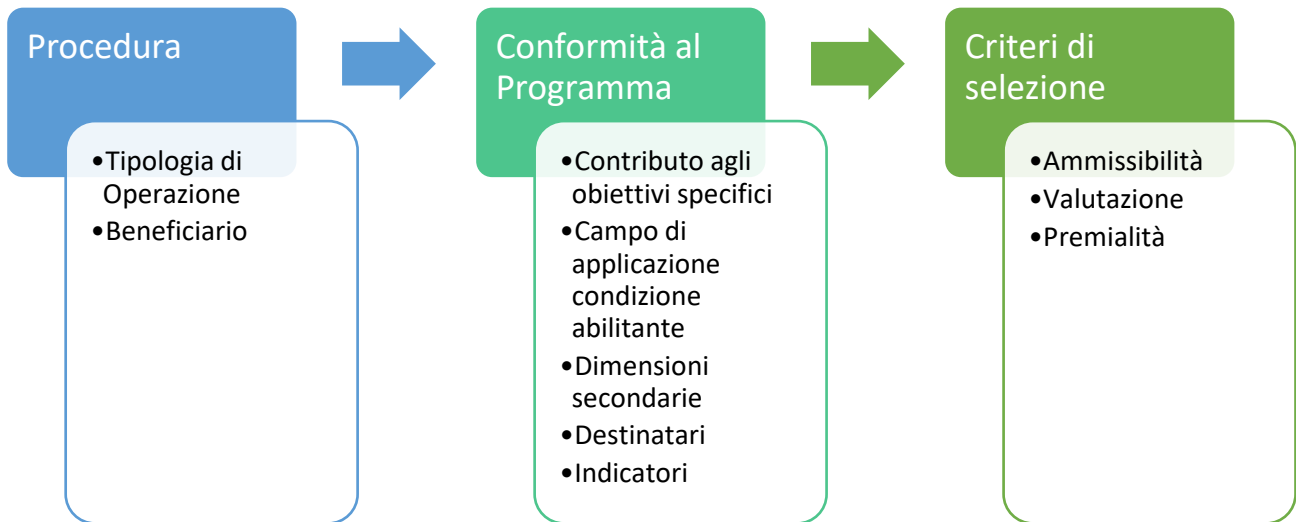 Procedura
•Tipologia di
Operazione
•Beneficiario
Conformità al
Programma
•Contributo agli
obiettivi specifici
•Campo di
applicazione
condizione
abilitante
•Dimensioni
secondarie
•Destinatari
•Indicatori
Criteri di
selezione
•Ammissibilità
•Valutazione
•Premialità